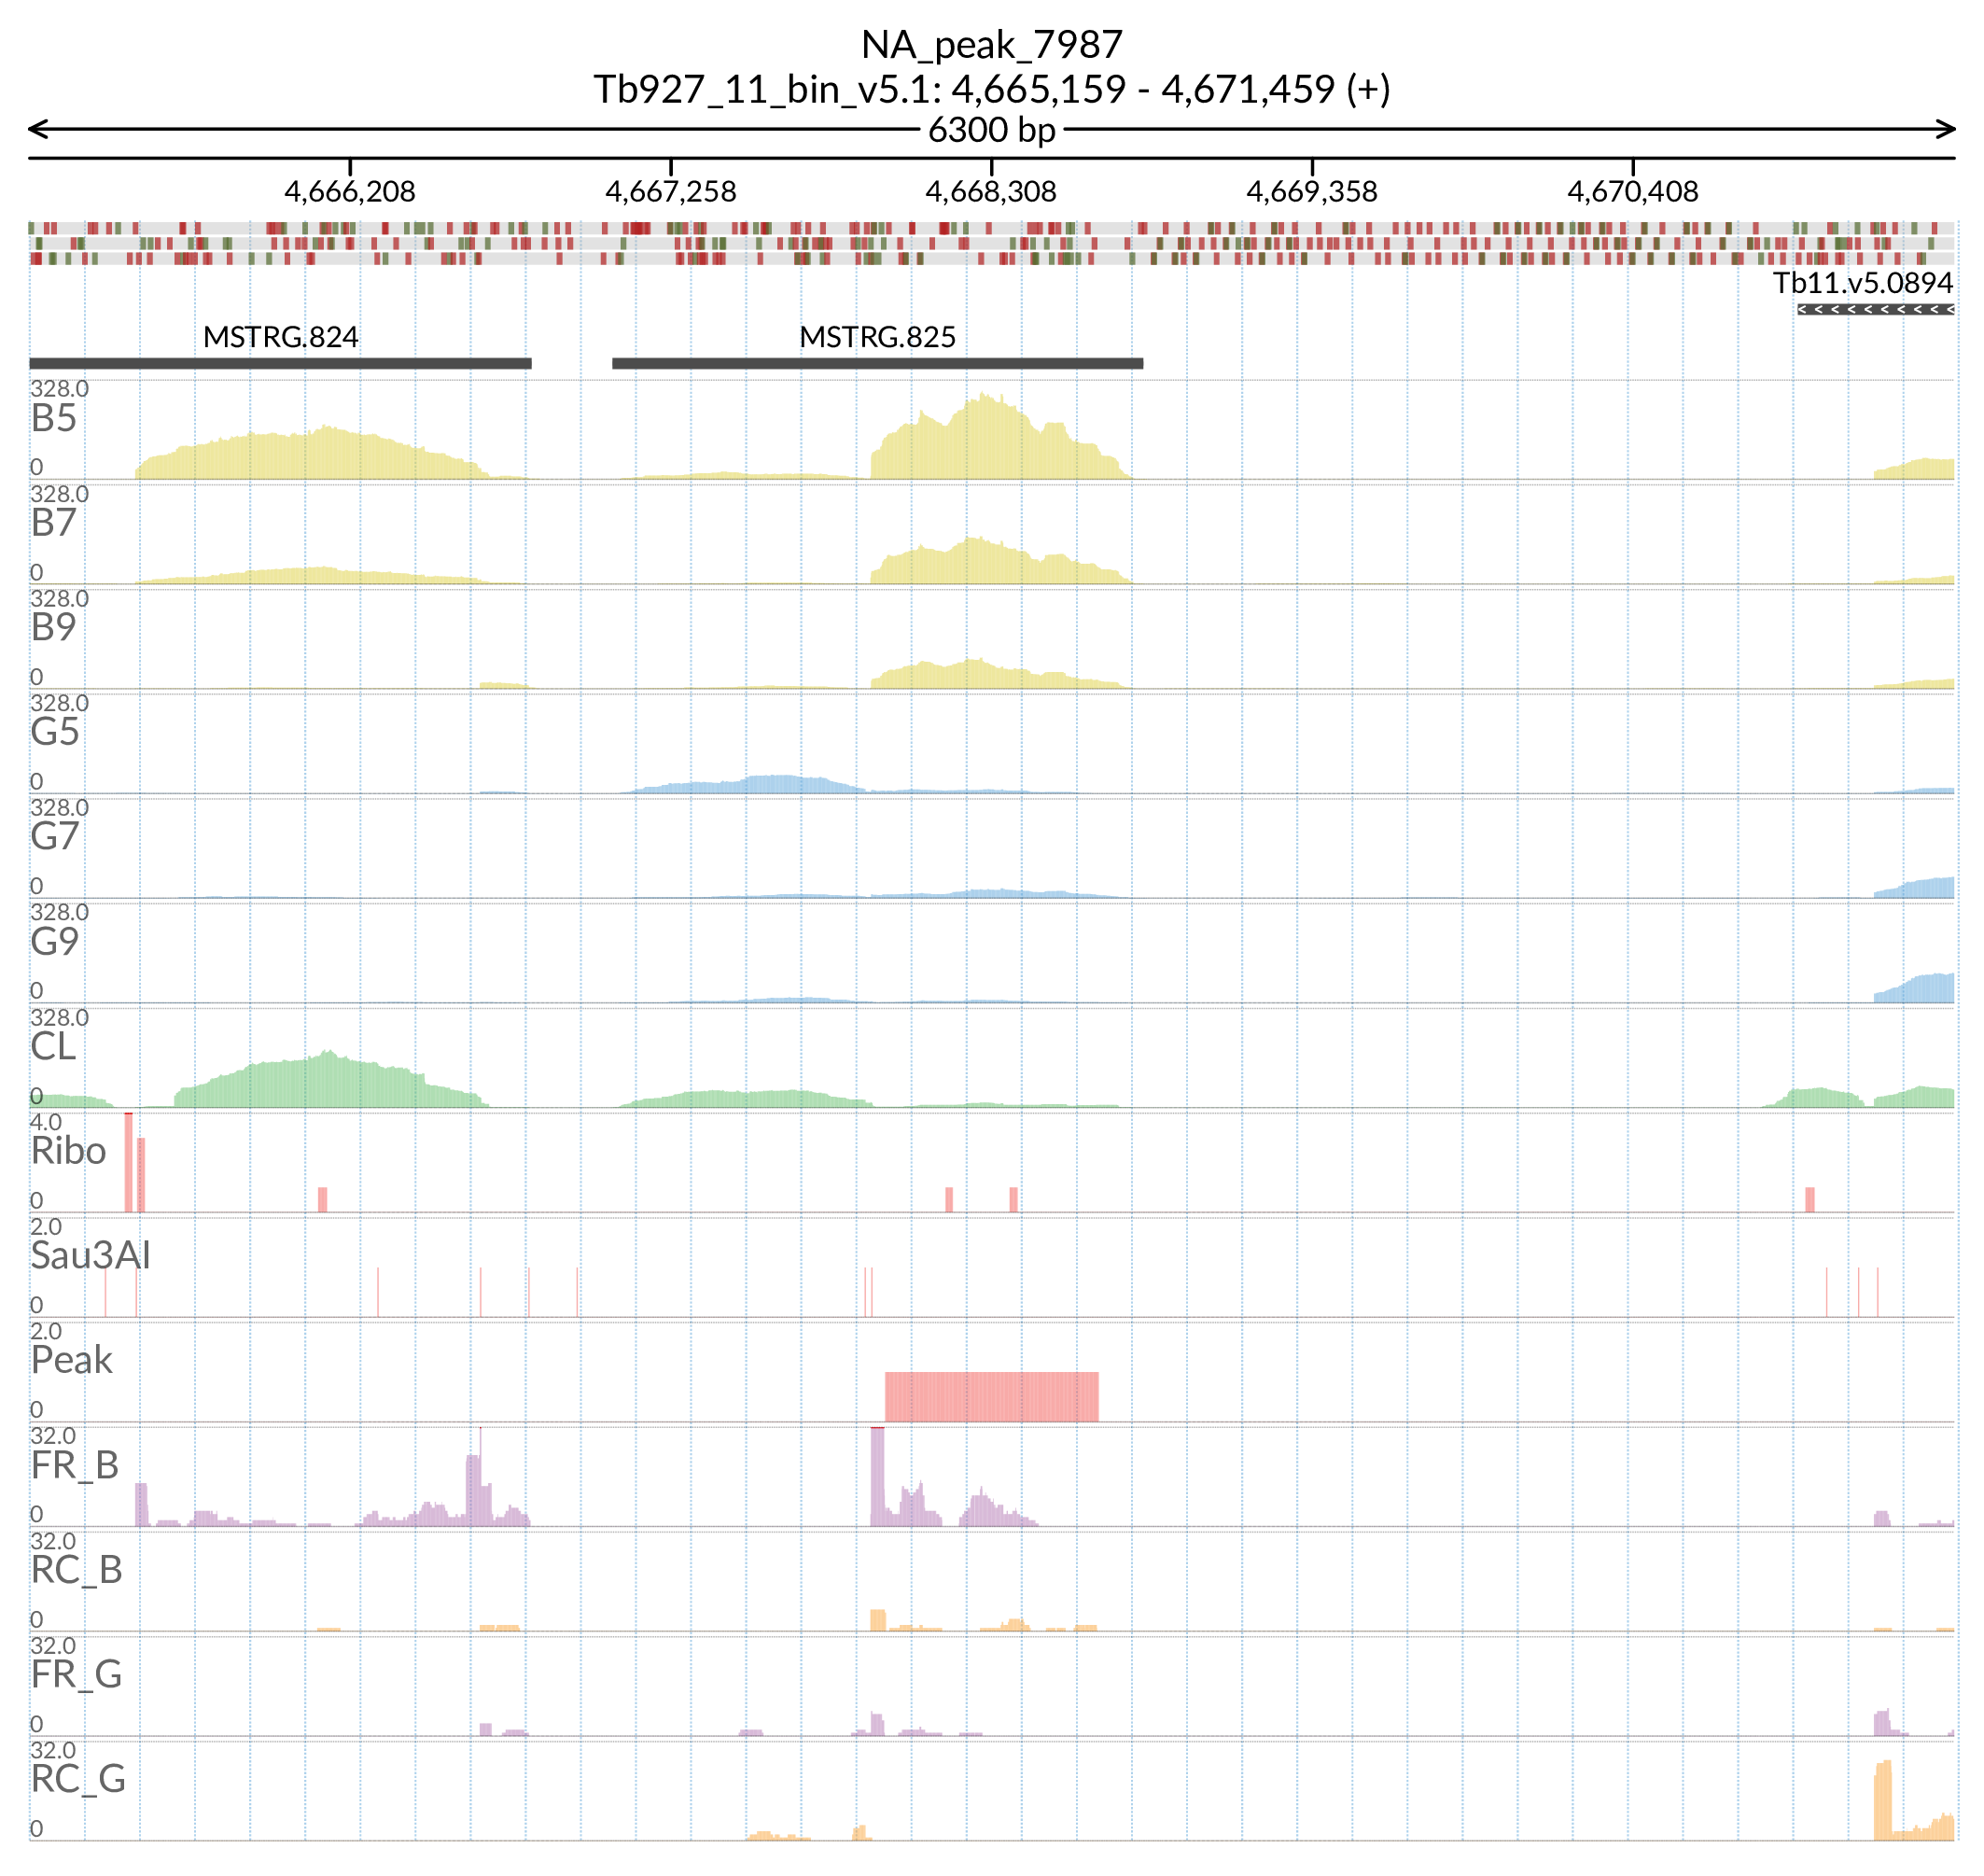 NA_peak_7987
Tb927_11_bin_v5.1: 4,665,159 - 4,671,459 (+)
6300 bp
4,666,208 4,667,258 4,668,308 4,669,358 4,670,408
Tb11.v5.0894
MSTRG.824 MSTRG.825
328.0
B5
0
328.0
B7
0
328.0
B9
0
328.0
G5
0
328.0
G7
0
328.0
G9
0
328.0
CL
0
4.0
Ribo
0
2.0
Sau3AI
0
2.0
Peak
0
32.0
FR_B
0
32.0
RC_B
0
32.0
FR_G
0
32.0
RC_G
0